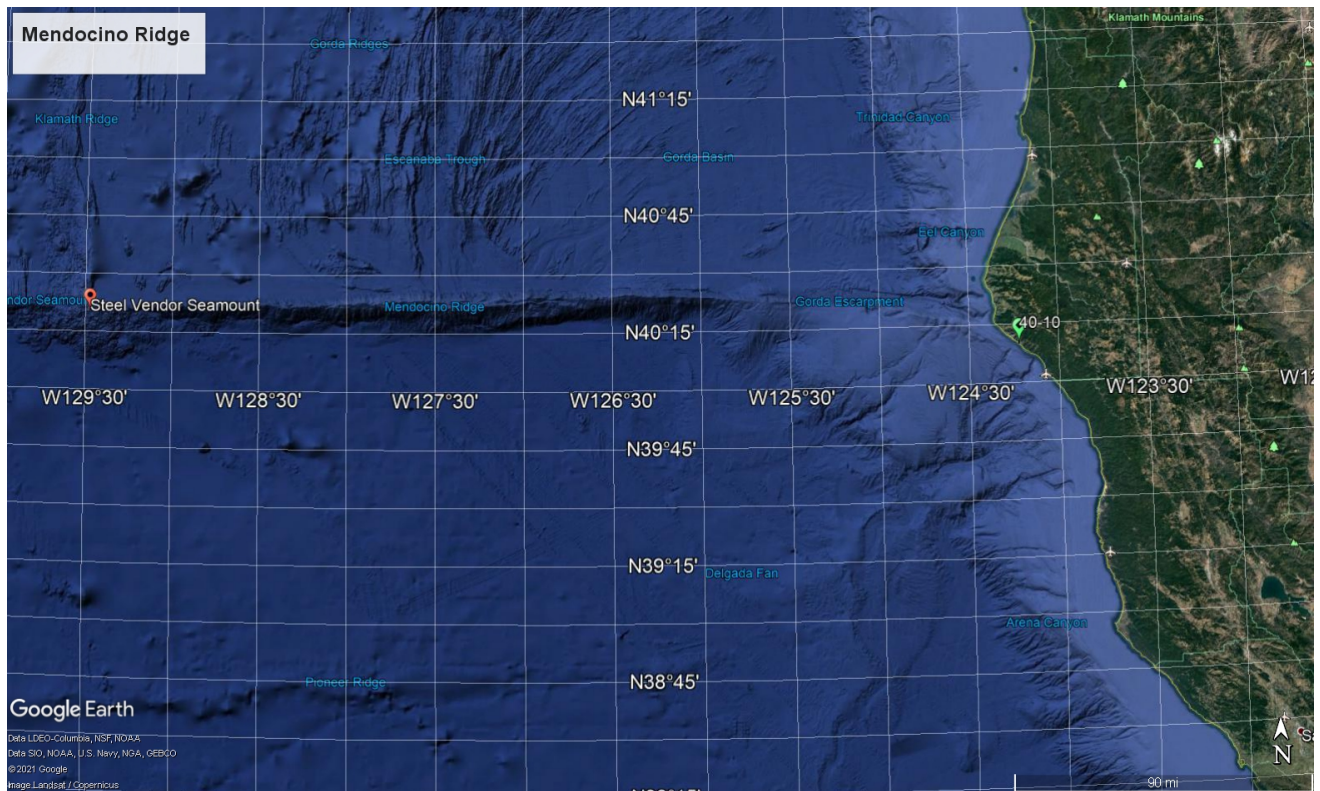 Mendocino Ridge
Klamath Mountains
Gorda Ridges
N41°15'
Klamath Ridge
Trinidad Canyon
Escanaba Trough
Gorda Basin
N40°45'
Eel Canyon
ndor Seamou
Steel Vendor Seamount
Mendocino Ridge
Gorda Escarpment
40-10
N40°15'
W129°30'
W128°30'
W127°30'
W126°30'
W125°30'
W124°30'
W123°30'
W12
N39°45'
N39°15'
Delgada Fan
Arena Canyon
Pioneer Ridge
N38°45'
Google Earth
Data LDEO-Columbia, NSF, NOAA
Data SIO, NOAA, U.S. Navy, NGA, GEBCO
©2021 Google
Image Landsat / Copernicus
Sa
N
90 mi